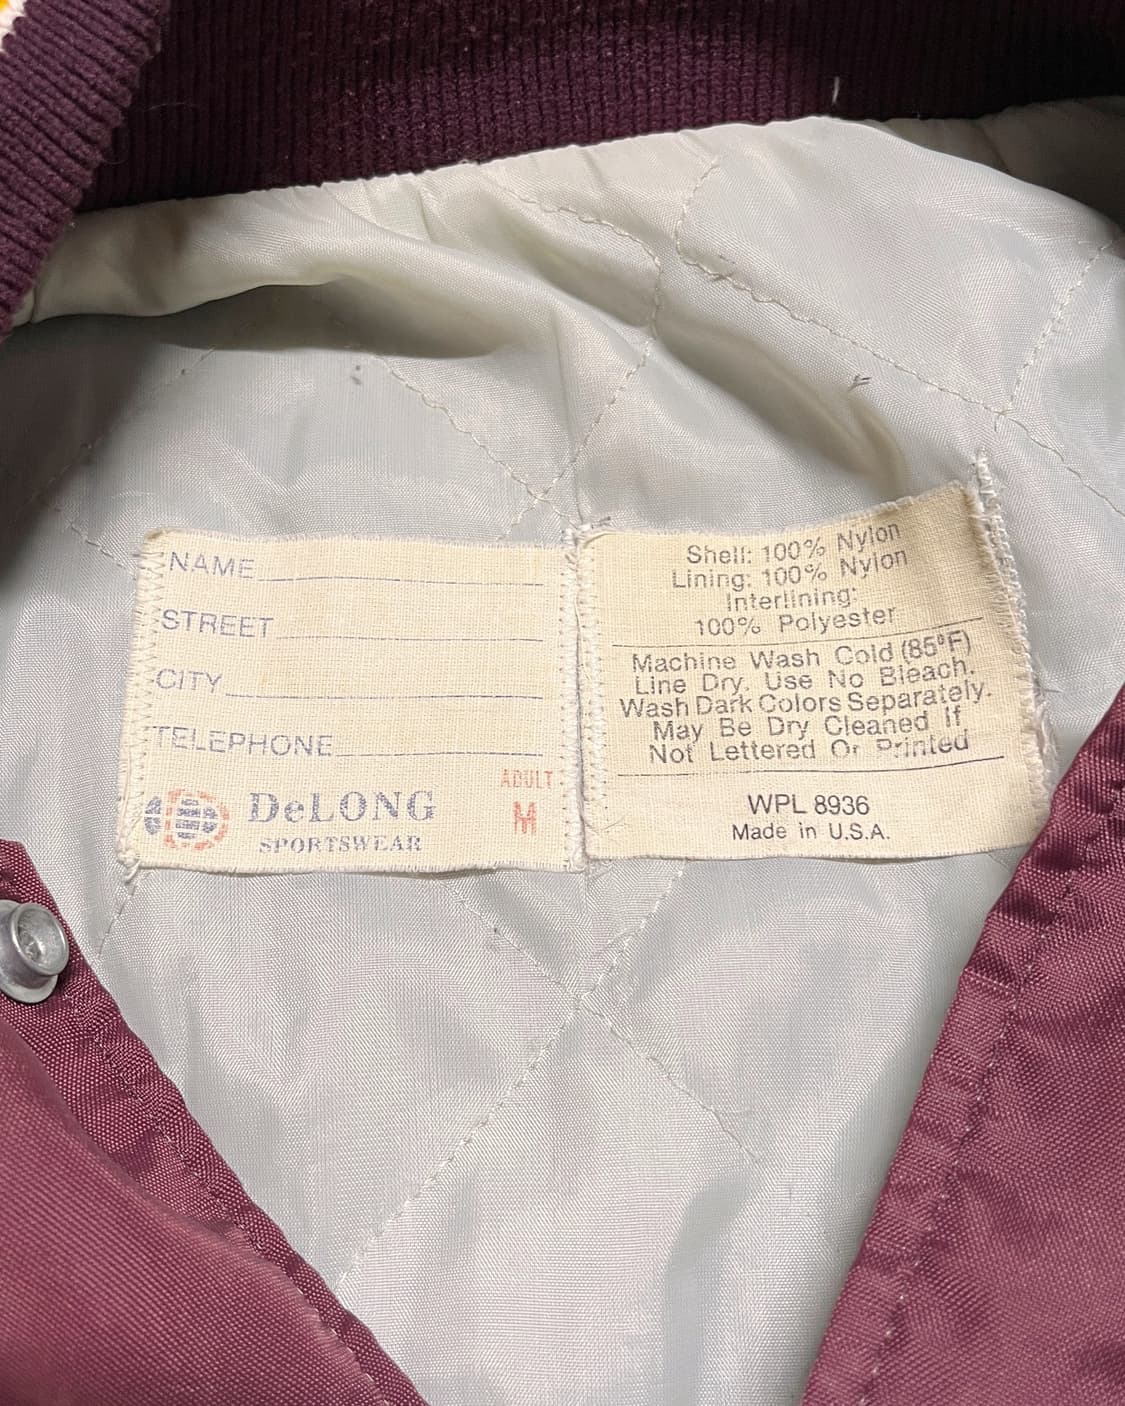 NAME
STREET
CITY
TELEPHONE
ADULT
M
DeLONG
SPORTSWEAR
Shell: 100% Nylon
Lining: 100% Nylon
Interlining:
100% Polyester
Machine Wash Cold (85°F)
Line Dry. Use No Bleach.
Wash Dark Colors Separately.
May Be Dry Cleaned If
Not Lettered Or Printed
WPL 8936
Made in U.S.A.